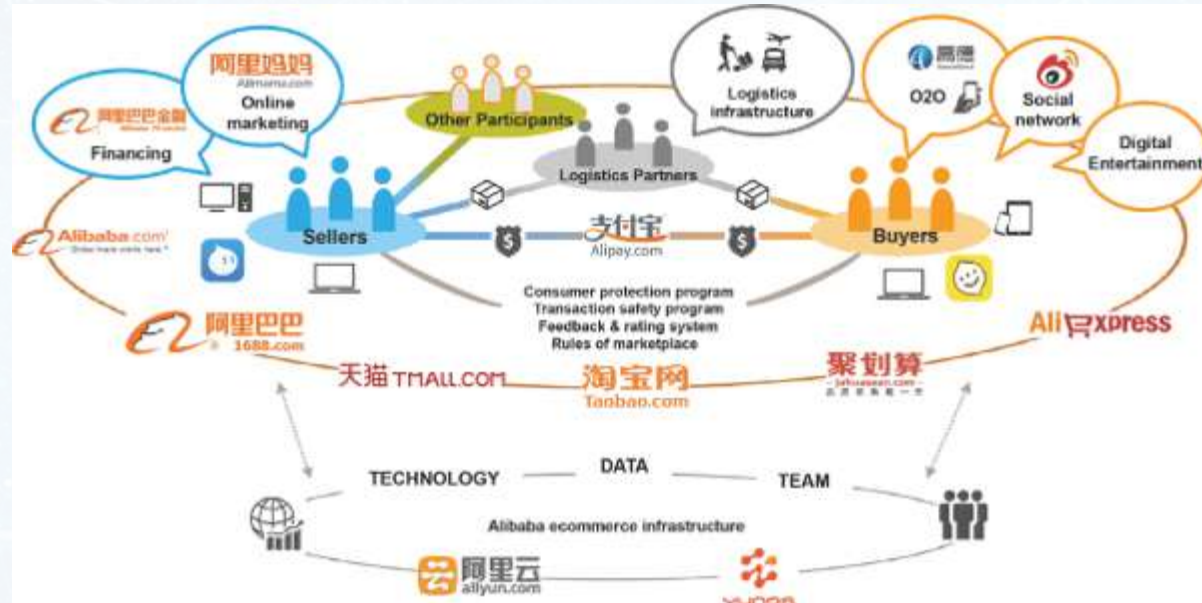 阿里妈妈
Alimama.com
Online
marketing
阿里巴巴金融
Financing
Other Participants
Logistics
infrastructure
高德
O2O
Social
network
Digital
Entertainment
Logistics Partners
Sellers
支付宝
Alipay.com
Buyers
Alibaba.com
阿里巴巴
1688.com
Consumer protection program
Transaction safety program
Feedback & rating system
Rules of marketplace
AliExpress
天猫 TMALL.COM
淘宝网
Taobao.com
聚划算
TECHNOLOGY
DATA
TEAM
Alibaba ecommerce infrastructure
阿里云
aliyun.com